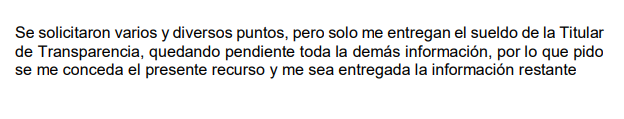 Se solicitaron varios y diversos puntos, pero solo me entregan el sueldo de la Titular
de Transparencia, quedando pendiente toda la demás información, por lo que pido
se me conceda el presente recurso y me sea entregada la información restante